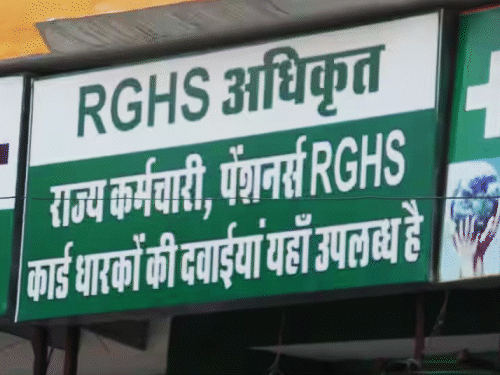 RGHS अधिकृत
राज्य कर्मचारी, पेंशनर्स RGHS
कार्ड धारकों की दवाईयां यहाँ उपलब्ध है